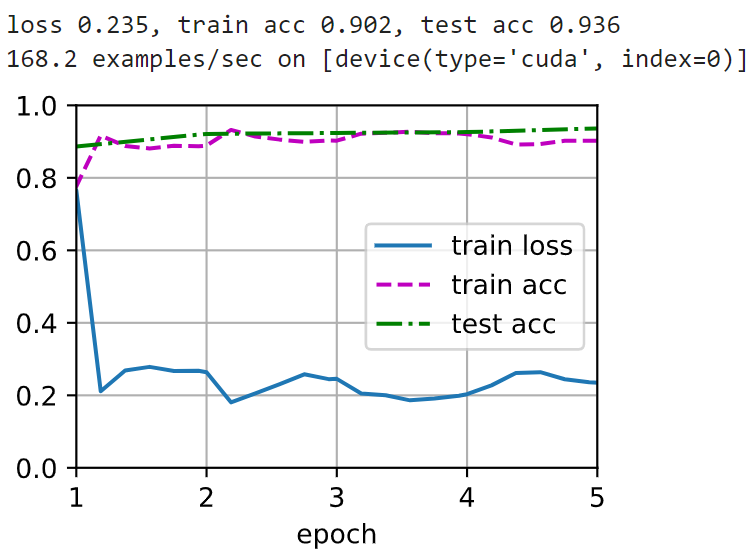 loss 0.235, train acc 0.902, test acc 0.936
168.2 examples/sec on [device(type='cuda', index=0)]
1.0
0.8
0.6
0.4
0.2
0.0
train loss
train acc
test acc
1 2 3 4 5
epoch